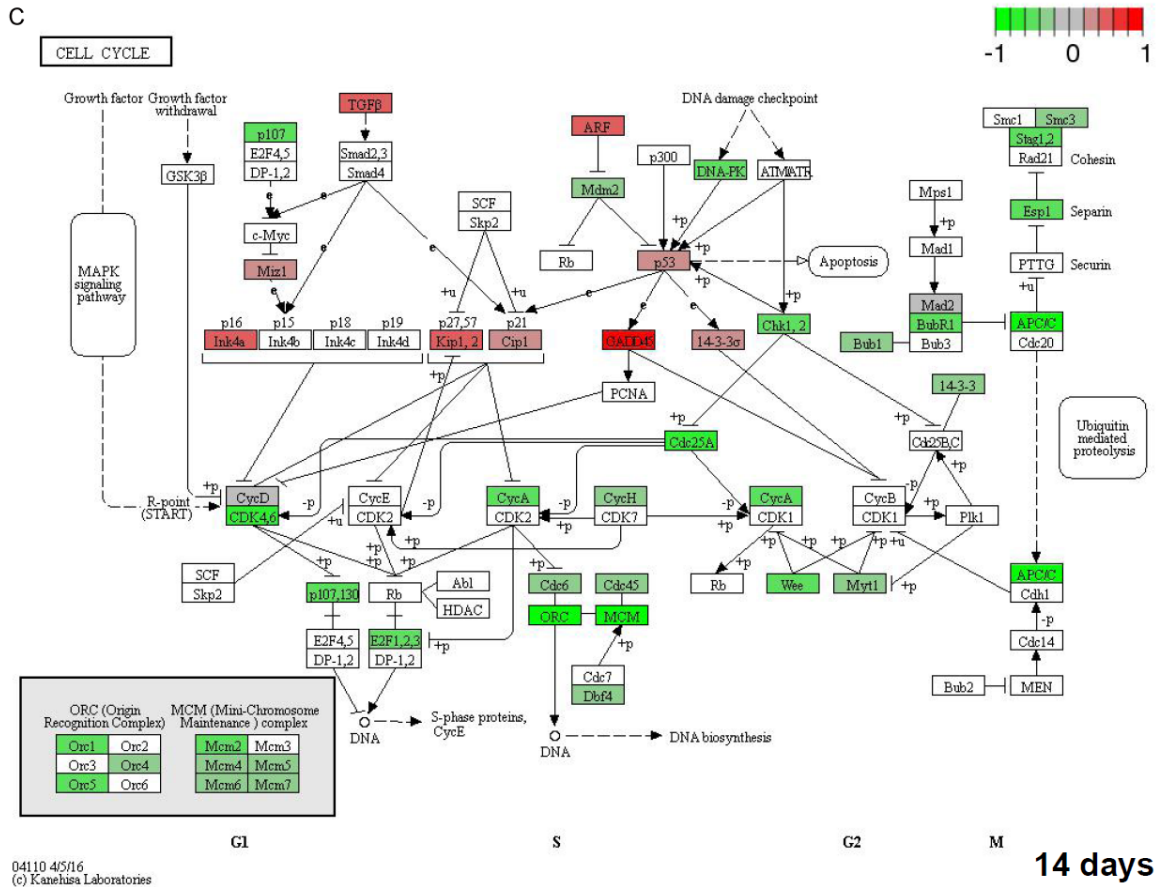 C
-1 0 1
CELL CYCLE
Growth factor
Growth factor
withdrawal
TGFβ
DNA damage checkpoint
p107
E2F4,5
DP-1,2
Smad2,3
Smad4
ARF
p300
DNA-PK
ATM/ATR
Smc1
Smc3
Stag1,2
Rad21
Cohesin
GSK3β
e
e
Mdm2
SCF
Skp2
Mps1
+p
Esp1
Separin
c-Myc
e
e
Rb
+p
+p
p53
+p
Apoptosis
Mad1
PTTG
Securin
MAPK
signaling
pathway
Miz1
e
+u
+u
e
e
e
+p
+u
Mad2
BubR1
Bub3
Bub1
APC/C
Cdc20
p16
Ink4a
p15
Ink4b
p18
Ink4c
p19
Ink4d
p27,57
Kip1, 2
p21
Cip1
GADD45
14-3-3σ
Chk1, 2
+p
PCNA
14-3-3
+p
Cdc25A
+p
Cdc25B,C
Ubiquitin
mediated
proteolysis
R-point
(START)
+p
CycD
CDK4,6
-p
CycE
CDK2
+u
-p
CycA
CDK2
-p
+p
CycH
CDK7
-p
+p
CycA
CDK1
CycB
CDK1
-p
+p
Plk1
+p
+p
+p
+p
+p
+p
+p
+p
+p
+u
SCF
Skp2
p107,130
Rb
Abl
HDAC
Cdc6
Cdc45
Rb
Wee
Myt1
+p
APC/C
Cdh1
-p
ORC
MCM
+p
E2F4,5
DP-1,2
E2F1,2,3
DP-1,2
+p
Cdc14
Cdc7
Dbf4
Bub2
MEN
ORC (Origin
Recognition Complex)
MCM (Mini-Chromosome
Maintenance ) complex
Orc1 Orc2
Orc3 Orc4
Orc5 Orc6
Mcm2 Mcm3
Mcm4 Mcm5
Mcm6 Mcm7
DNA
S-phase proteins,
CycE
DNA
DNA biosynthesis
G1 S G2 M
04110 4/5/16
(c) Kanehisa Laboratories
14 days